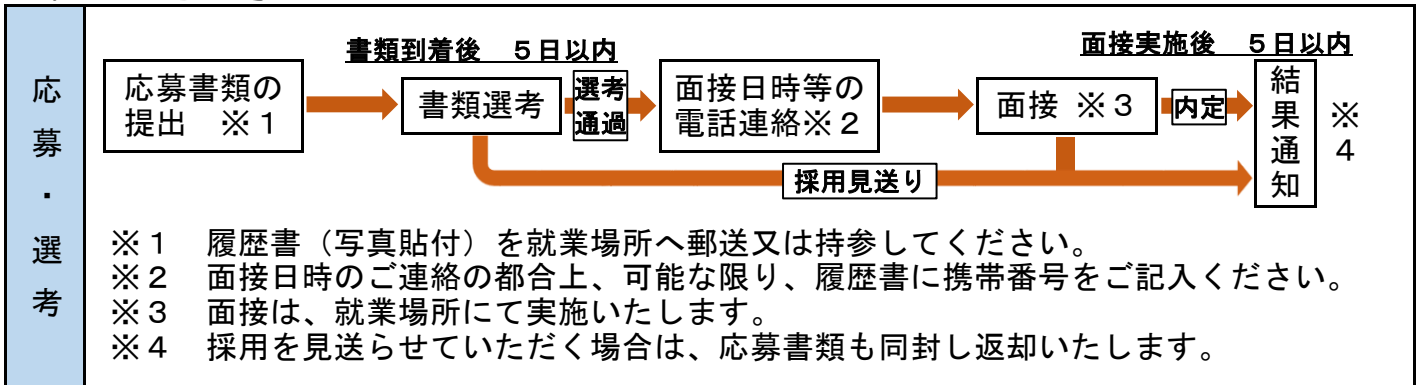 応募・選考
書類到着後　５日以内
面接実施後　５日以内
応募書類の
提出　※１
書類選考
選考
通過
面接日時等の
電話連絡※２
面接 ※３
内定
結果通知
※４
採用見送り
※１　履歴書（写真貼付）を就業場所へ郵送又は持参してください。
※２　面接日時のご連絡の都合上、可能な限り、履歴書に携帯番号をご記入ください。
※３　面接は、就業場所にて実施いたします。
※４　採用を見送らせていただく場合は、応募書類も同封し返却いたします。